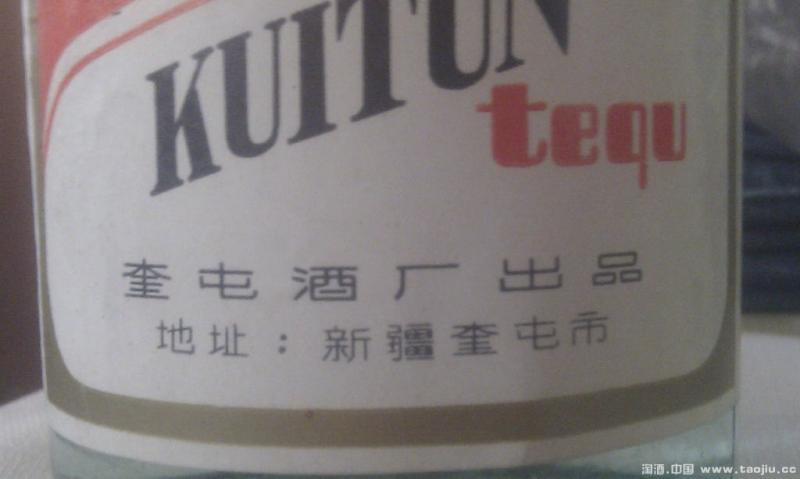 KUITUN
tequ
奎屯酒厂出品
地址：新疆奎屯市
淘酒.中国 www.taojiu.cc